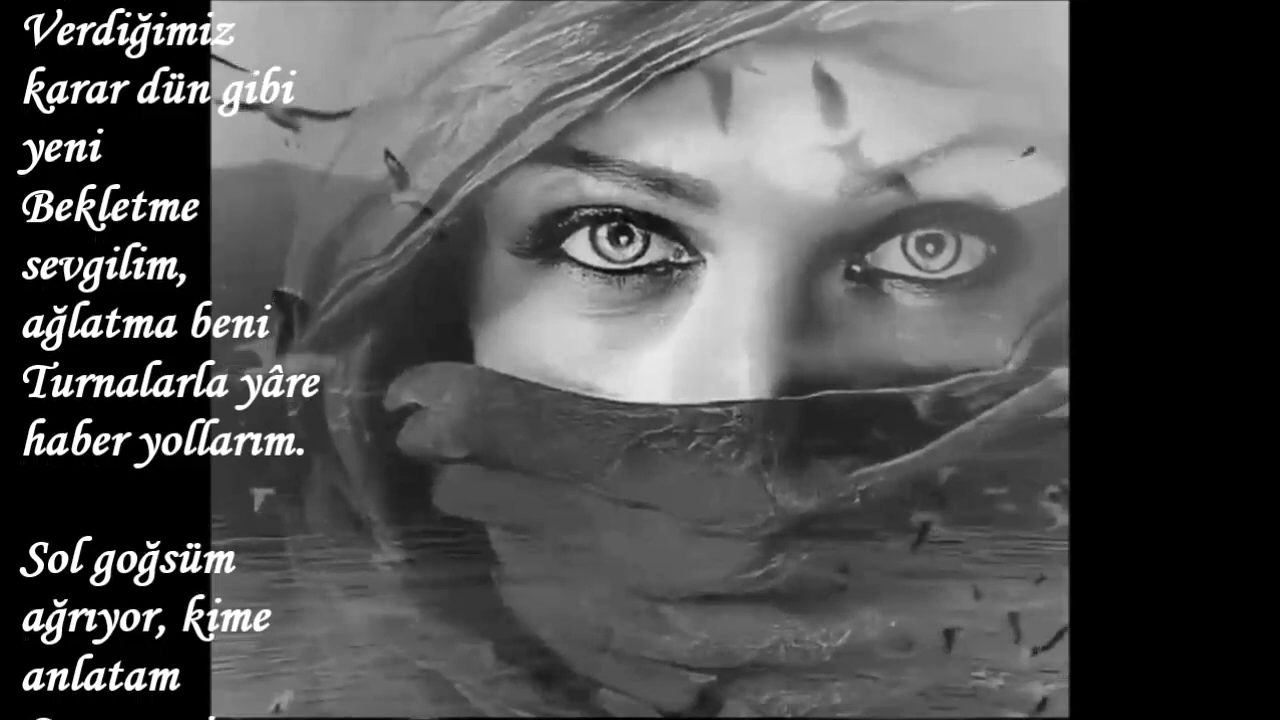 Verdiğimiz
karar dün gibi
yeni
Bekletme
sevgilim,
ağlatma beni
Turnalarla yâre
haber yollarım.
Sol goğsüm
ağrıyor, kime
anlatam